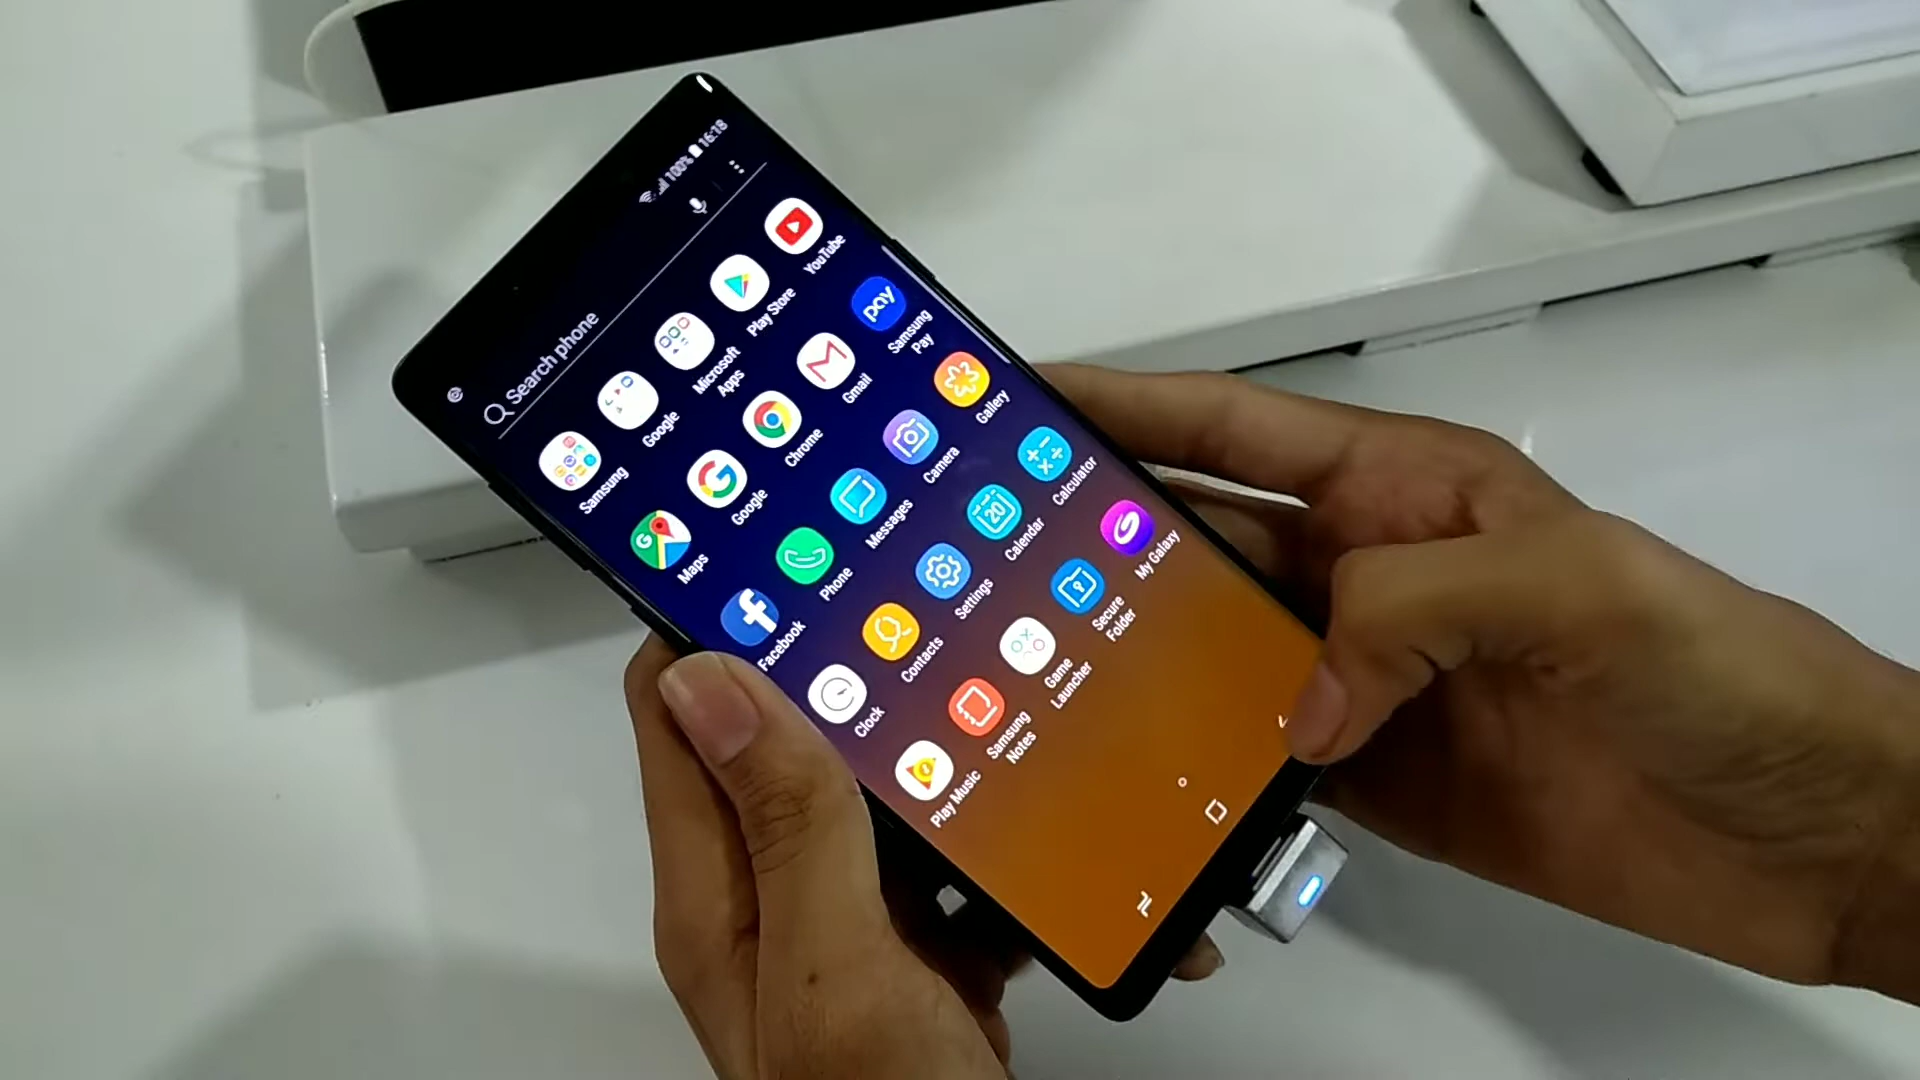 100% 16:18
Search phone
Samsung
Google
Microsoft
Apps
Play Store
YouTube
Maps
Google
Chrome
Gmail
pay
Samsung
Pay
Facebook
Phone
Messages
Camera
Gallery
Clock
Contacts
Settings
20
Calendar
Calculator
Play Music
Samsung
Notes
Game
Launcher
Secure
Folder
My Galaxy